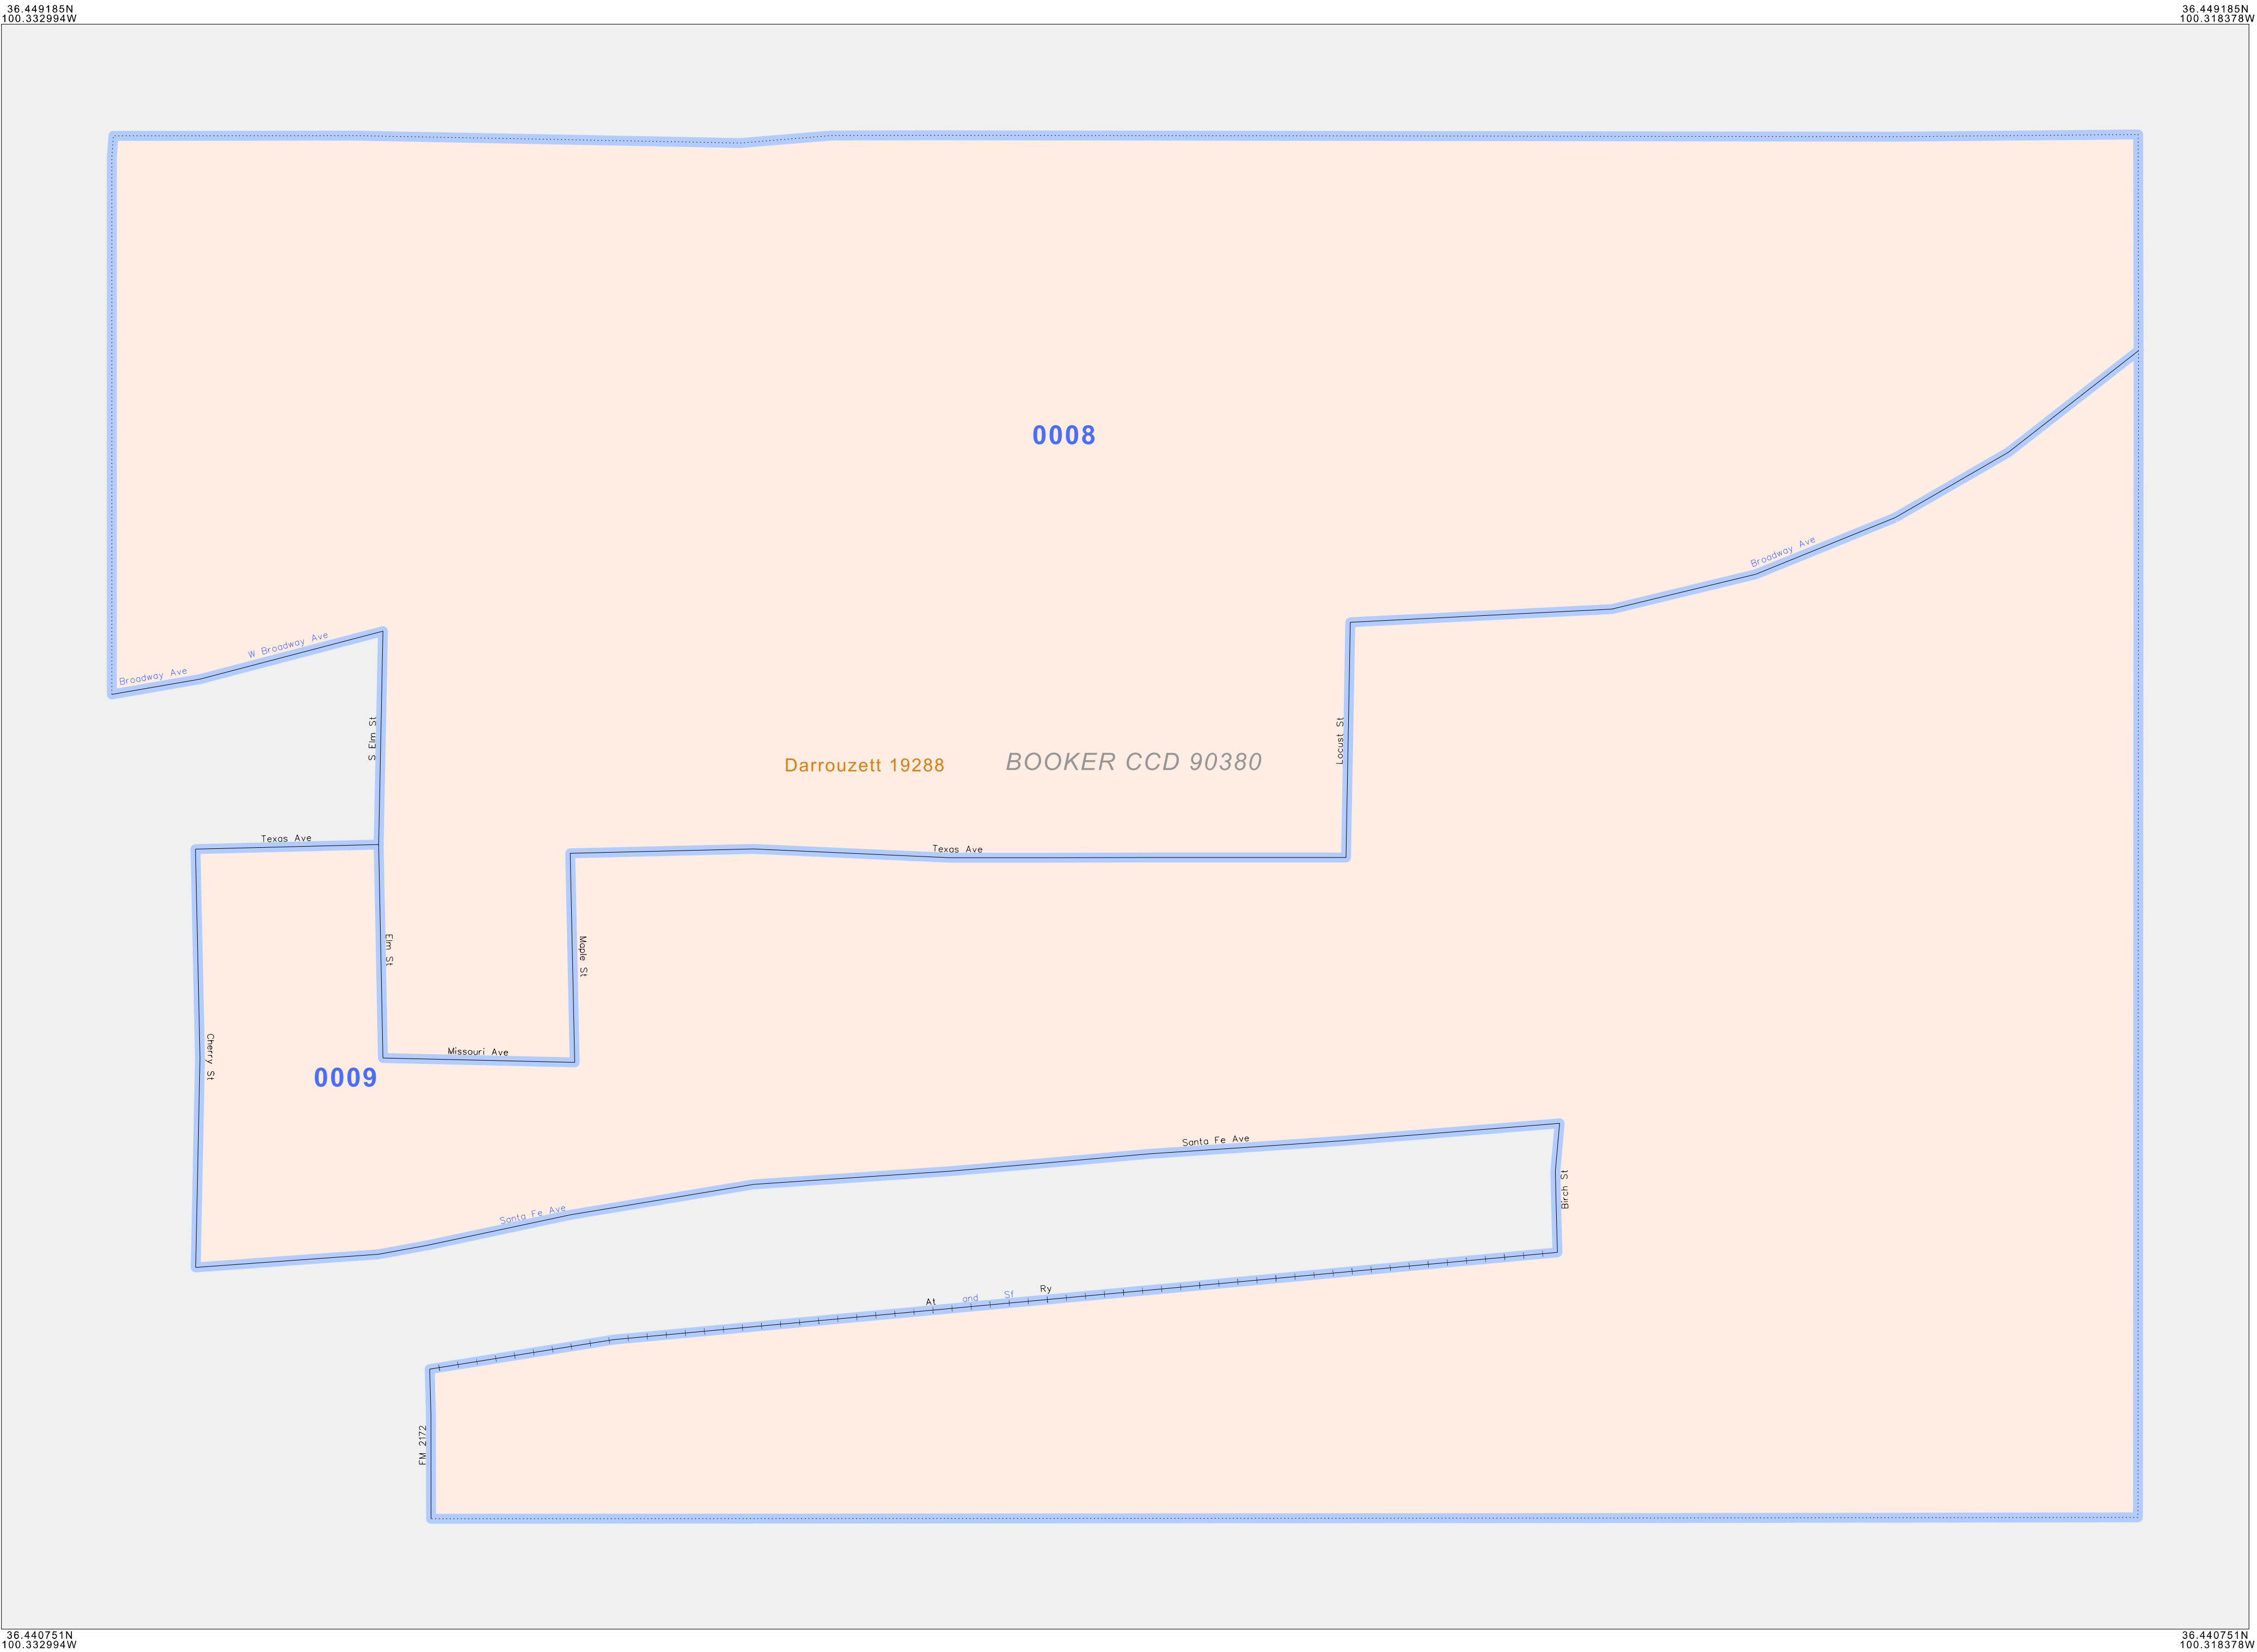 36.449185N
100.332994W
36.449185N
100.318378W
0008
Broadway Ave
W Broadway Ave
Broadway Ave
S Elm St
Locust St
Darrouzett 19288
BOOKER CCD 90380
Texas Ave
Texas Ave
Elm St
Maple St
Cherry St
Missouri Ave
0009
Santa Fe Ave
Santa Fe Ave
Birch St
At and Sf Ry
FM 2172
36.440751N
100.332994W
36.440751N
100.318378W